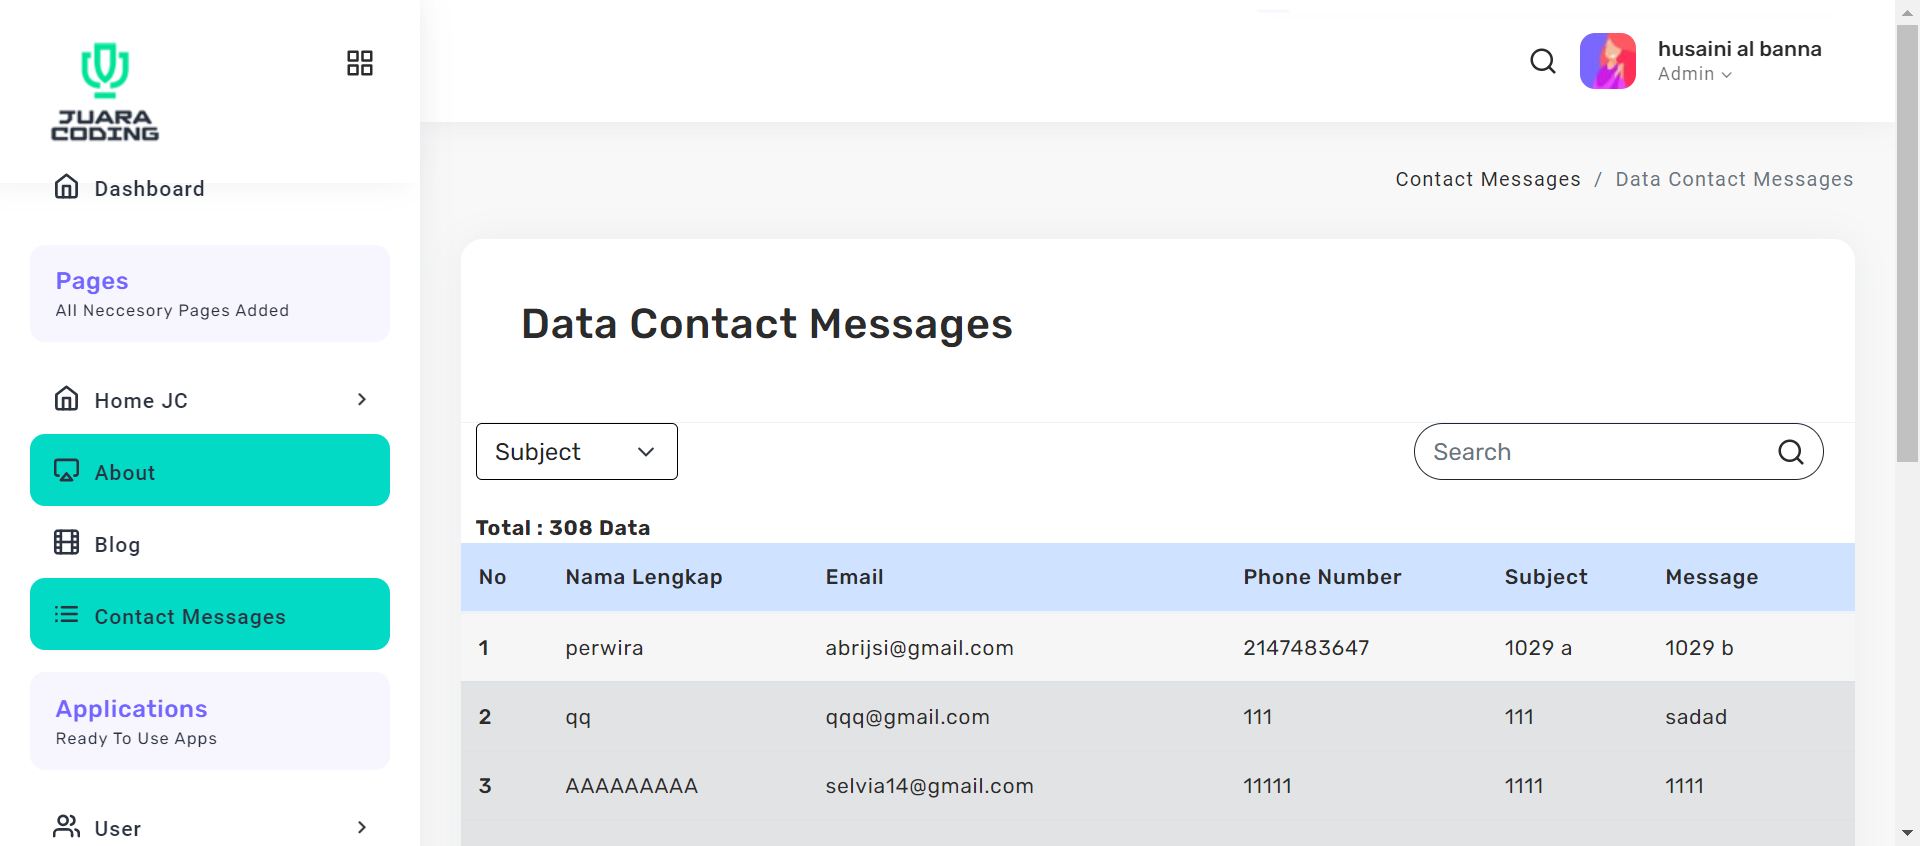 JUARA
CODING
husaini al banna
Admin
Dashboard
Contact Messages / Data Contact Messages
Pages
All Neccesory Pages Added
Data Contact Messages
Home JC
Subject
Search
About
Total : 308 Data
Blog
No Nama Lengkap Email Phone Number Subject Message
Contact Messages
1 perwira abrijsi@gmail.com 2147483647 1029 a 1029 b
Applications
Ready To Use Apps
2 qq qqq@gmail.com 111 111 sadad
3 AAAAAAAAA selvia14@gmail.com 11111 1111 1111
User